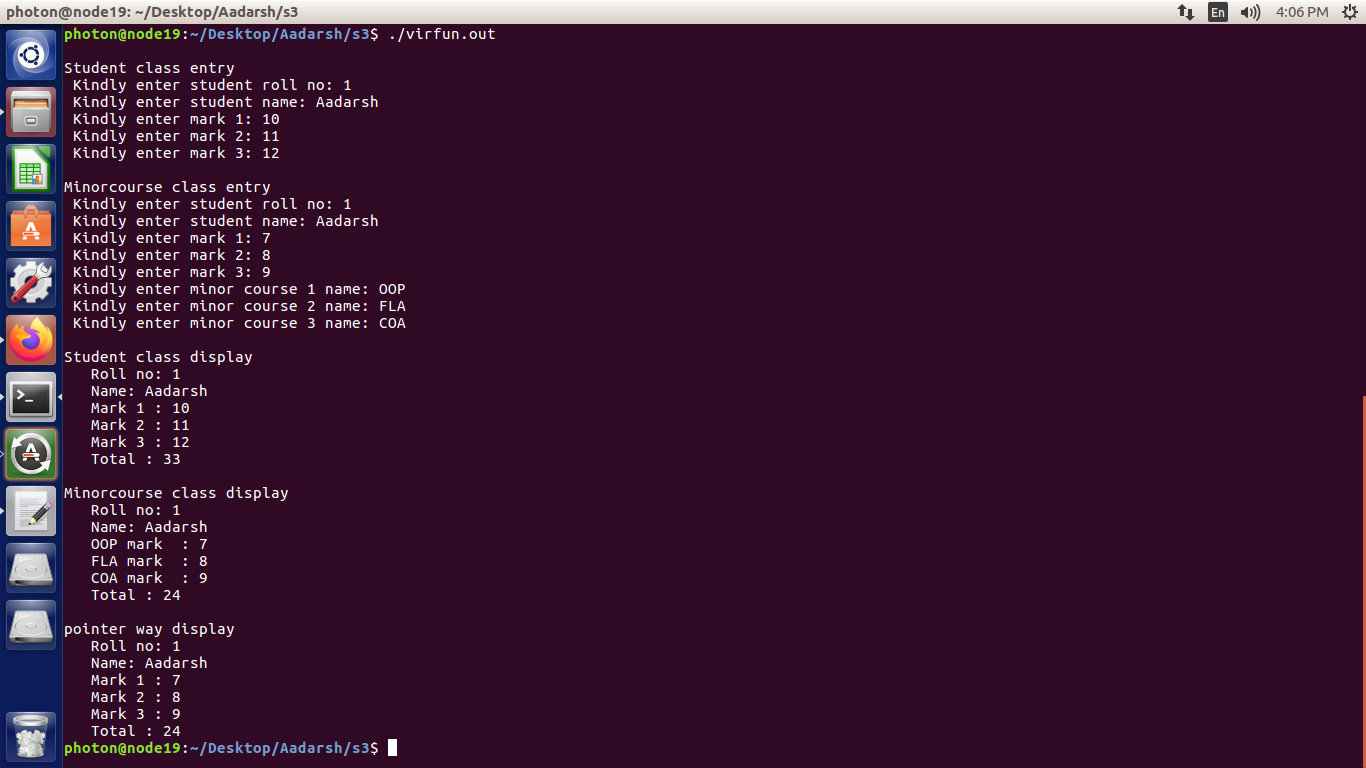 photon@node19: ~/Desktop/Aadarsh/s3
En
4:06 PM
photon@node19:~/Desktop/Aadarsh/s3$ ./virfun.out
Student class entry
Kindly enter student roll no: 1
Kindly enter student name: Aadarsh
Kindly enter mark 1: 10
Kindly enter mark 2: 11
Kindly enter mark 3: 12
Minorcourse class entry
Kindly enter student roll no: 1
Kindly enter student name: Aadarsh
Kindly enter mark 1: 7
Kindly enter mark 2: 8
Kindly enter mark 3: 9
Kindly enter minor course 1 name: OOP
Kindly enter minor course 2 name: FLA
Kindly enter minor course 3 name: COA
Student class display
Roll no: 1
Name: Aadarsh
Mark 1 : 10
Mark 2 : 11
Mark 3 : 12
Total : 33
Minorcourse class display
Roll no: 1
Name: Aadarsh
OOP mark  : 7
FLA mark  : 8
COA mark  : 9
Total : 24
pointer way display
Roll no: 1
Name: Aadarsh
Mark 1 : 7
Mark 2 : 8
Mark 3 : 9
Total : 24
photon@node19:~/Desktop/Aadarsh/s3$